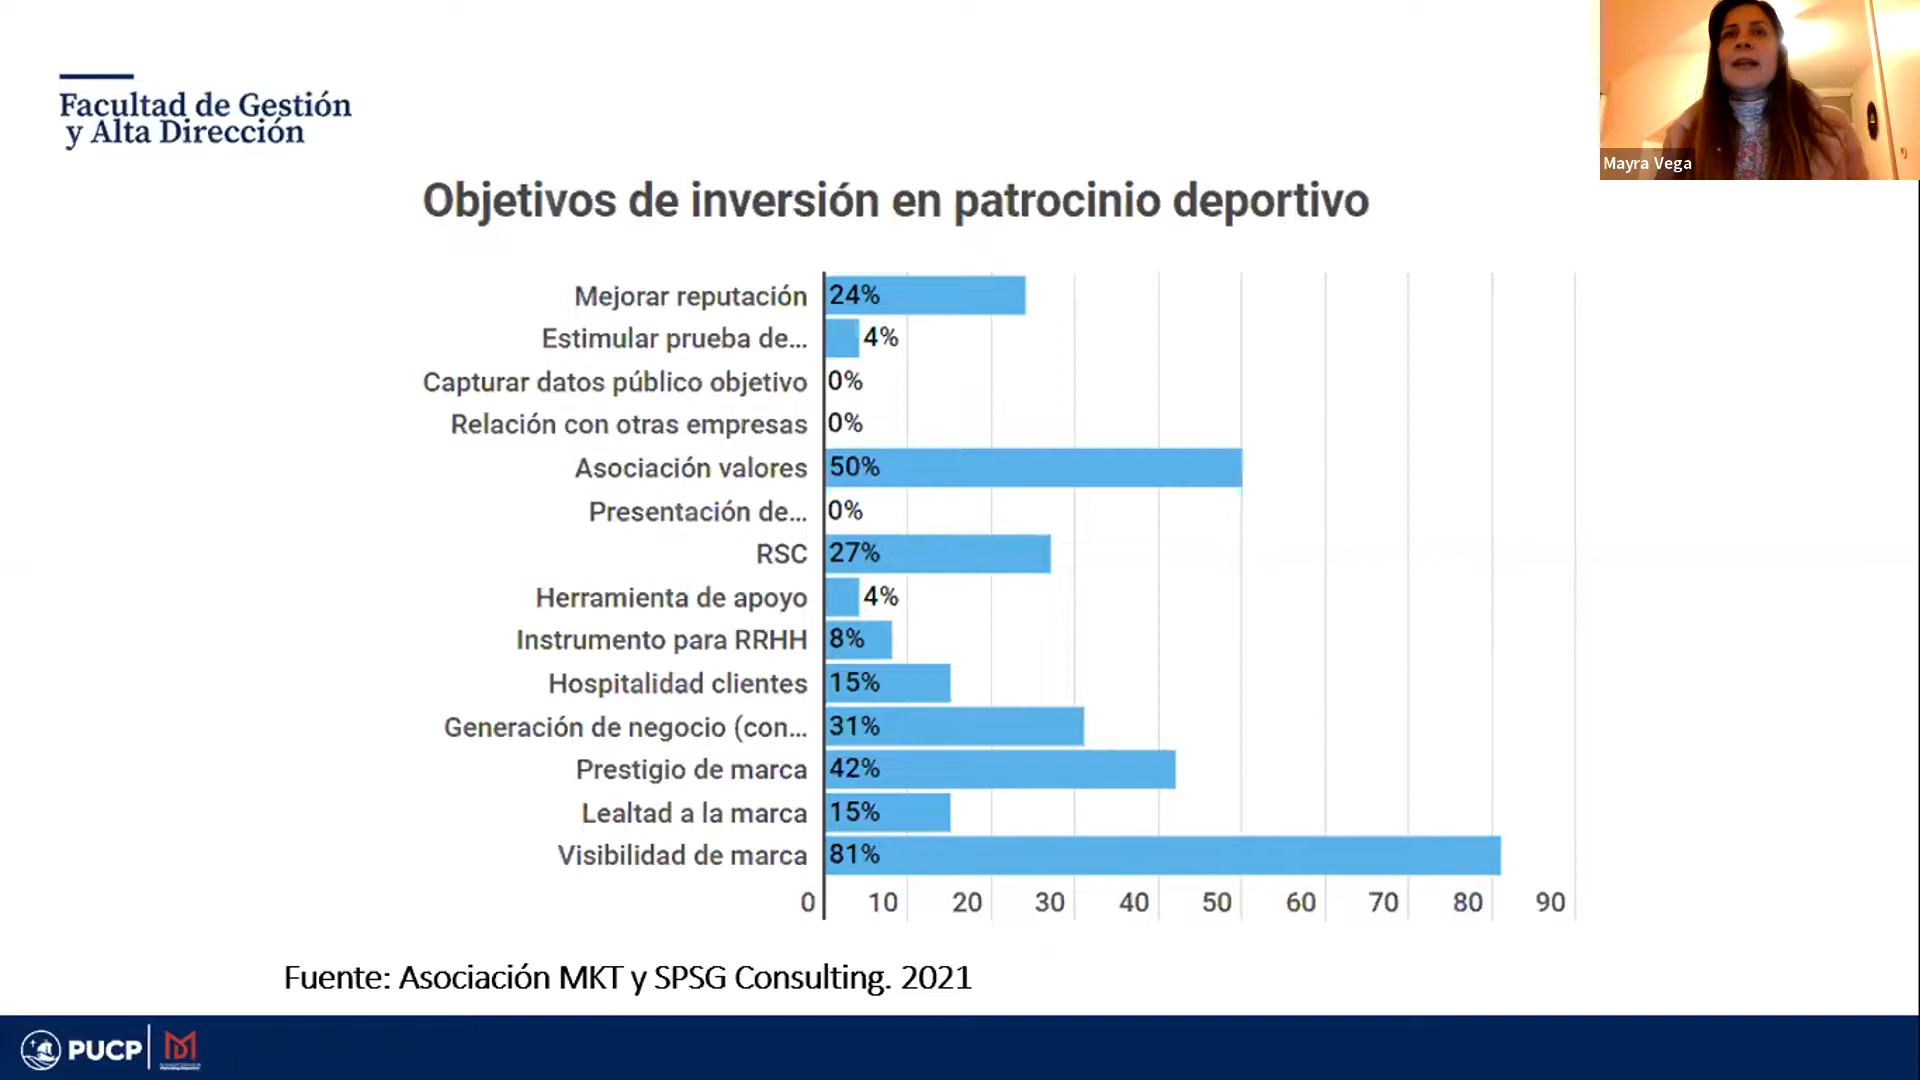 Facultad de Gestión
y Alta Dirección
Mayra Vega
Objetivos de inversión en patrocinio deportivo
Mejorar reputación 24%
Estimular prueba de... 4%
Capturar datos público objetivo 0%
Relación con otras empresas 0%
Asociación valores 50%
Presentación de... 0%
RSC 27%
Herramienta de apoyo 4%
Instrumento para RRHH 8%
Hospitalidad clientes 15%
Generación de negocio (con... 31%
Prestigio de marca 42%
Lealtad a la marca 15%
Visibilidad de marca 81%
0 10 20 30 40 50 60 70 80 90
Fuente: Asociación MKT y SPSG Consulting. 2021
PUCP